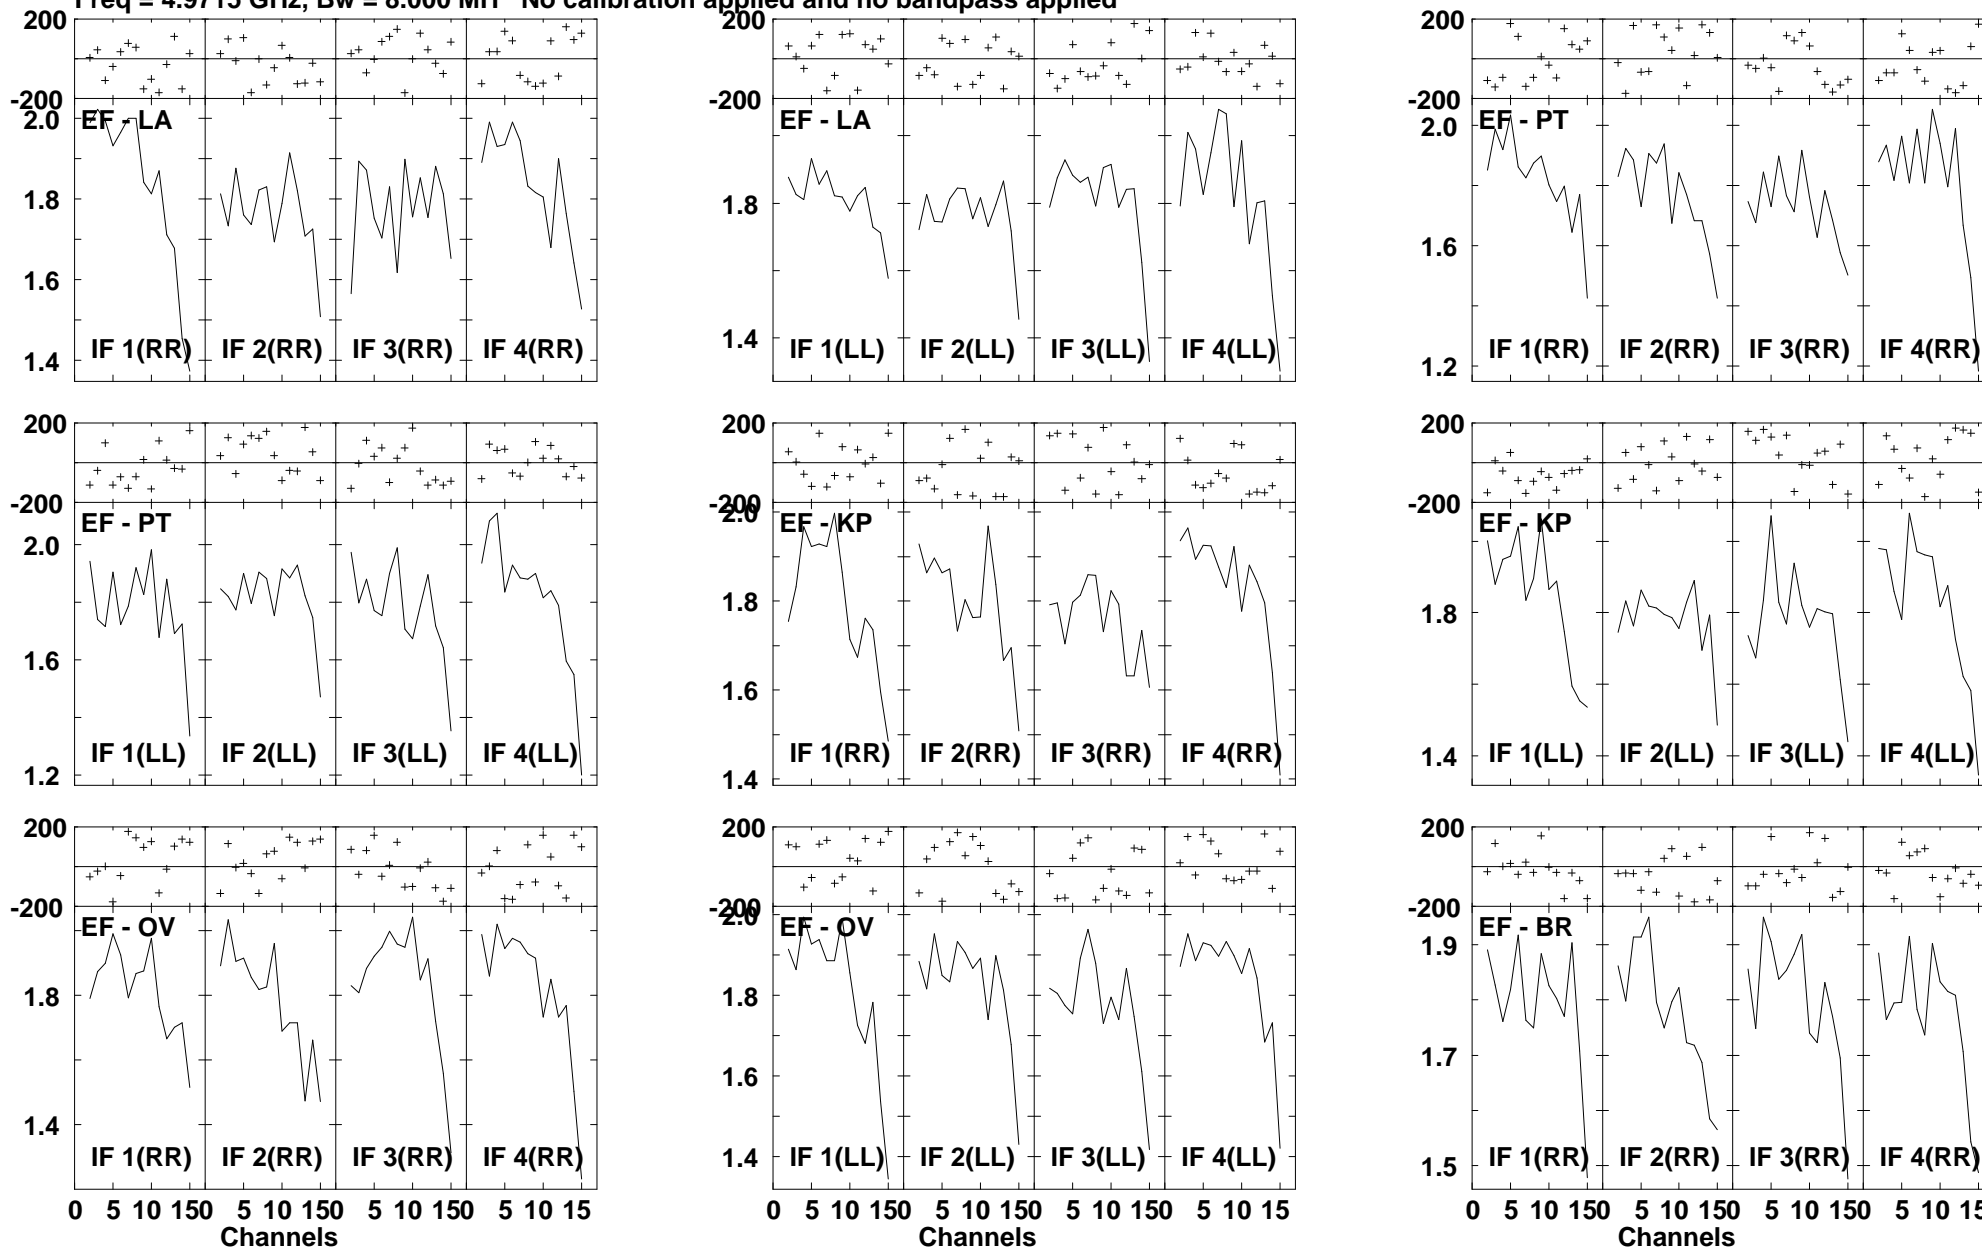 Freq = 4.9715 GHz, Bw = 8.000 MH No calibration applied and no bandpass applied
200 200 200
-200 -200 -200
EF - LA EF - LA EF - PT
2.0 2.0
1.8 1.8
1.6 1.6
1.4 1.4 1.2
IF 1(RR) IF 2(RR) IF 3(RR) IF 4(RR) IF 1(LL) IF 2(LL) IF 3(LL) IF 4(LL) IF 1(RR) IF 2(RR) IF 3(RR) IF 4(RR)
200 200 200
-200 -200 -200
EF - PT EF - KP EF - KP
2.0 2.0
1.8 1.8
1.6 1.6
1.2 1.4 1.4
IF 1(LL) IF 2(LL) IF 3(LL) IF 4(LL) IF 1(RR) IF 2(RR) IF 3(RR) IF 4(RR) IF 1(LL) IF 2(LL) IF 3(LL) IF 4(LL)
200 200 200
-200 -200 -200
EF - OV EF - OV EF - BR
2.0 1.9
1.8 1.8
1.6 1.7
1.4 1.4 1.5
IF 1(RR) IF 2(RR) IF 3(RR) IF 4(RR) IF 1(LL) IF 2(LL) IF 3(LL) IF 4(LL) IF 1(RR) IF 2(RR) IF 3(RR) IF 4(RR)
0 5 10 150 5 10 150 5 10 150 5 10 15 0 5 10 150 5 10 150 5 10 150 5 10 15 0 5 10 150 5 10 150 5 10 150 5 10 15
Channels Channels Channels